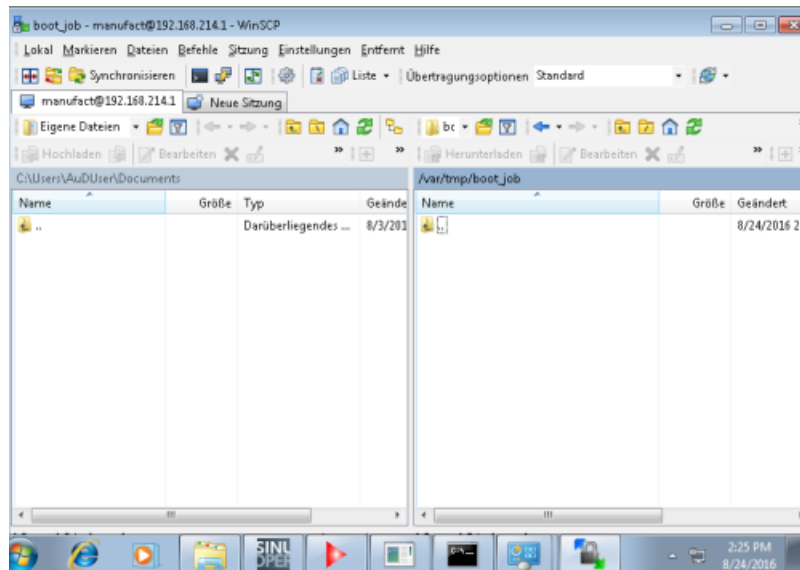 boot_job - manufact@192.168.214.1 - WinSCP
Lokal Markieren Dateien Befehle Sitzung Einstellungen Entfernt Hilfe
Synchronisieren Liste Übertragungsoptionen Standard
manufact@192.168.214.1 Neue Sitzung
Eigene Dateien bc
Hochladen Bearbeiten » » Herunterladen Bearbeiten »
C:\Users\AuDUser\Documents /var/tmp/boot_job
Name Größe Typ Geände Name Größe Geändert
.. Darüberliegendes ... 8/3/201 .. 8/24/2016 2
SINU
OPER
C:\. 2:25 PM
8/24/2016